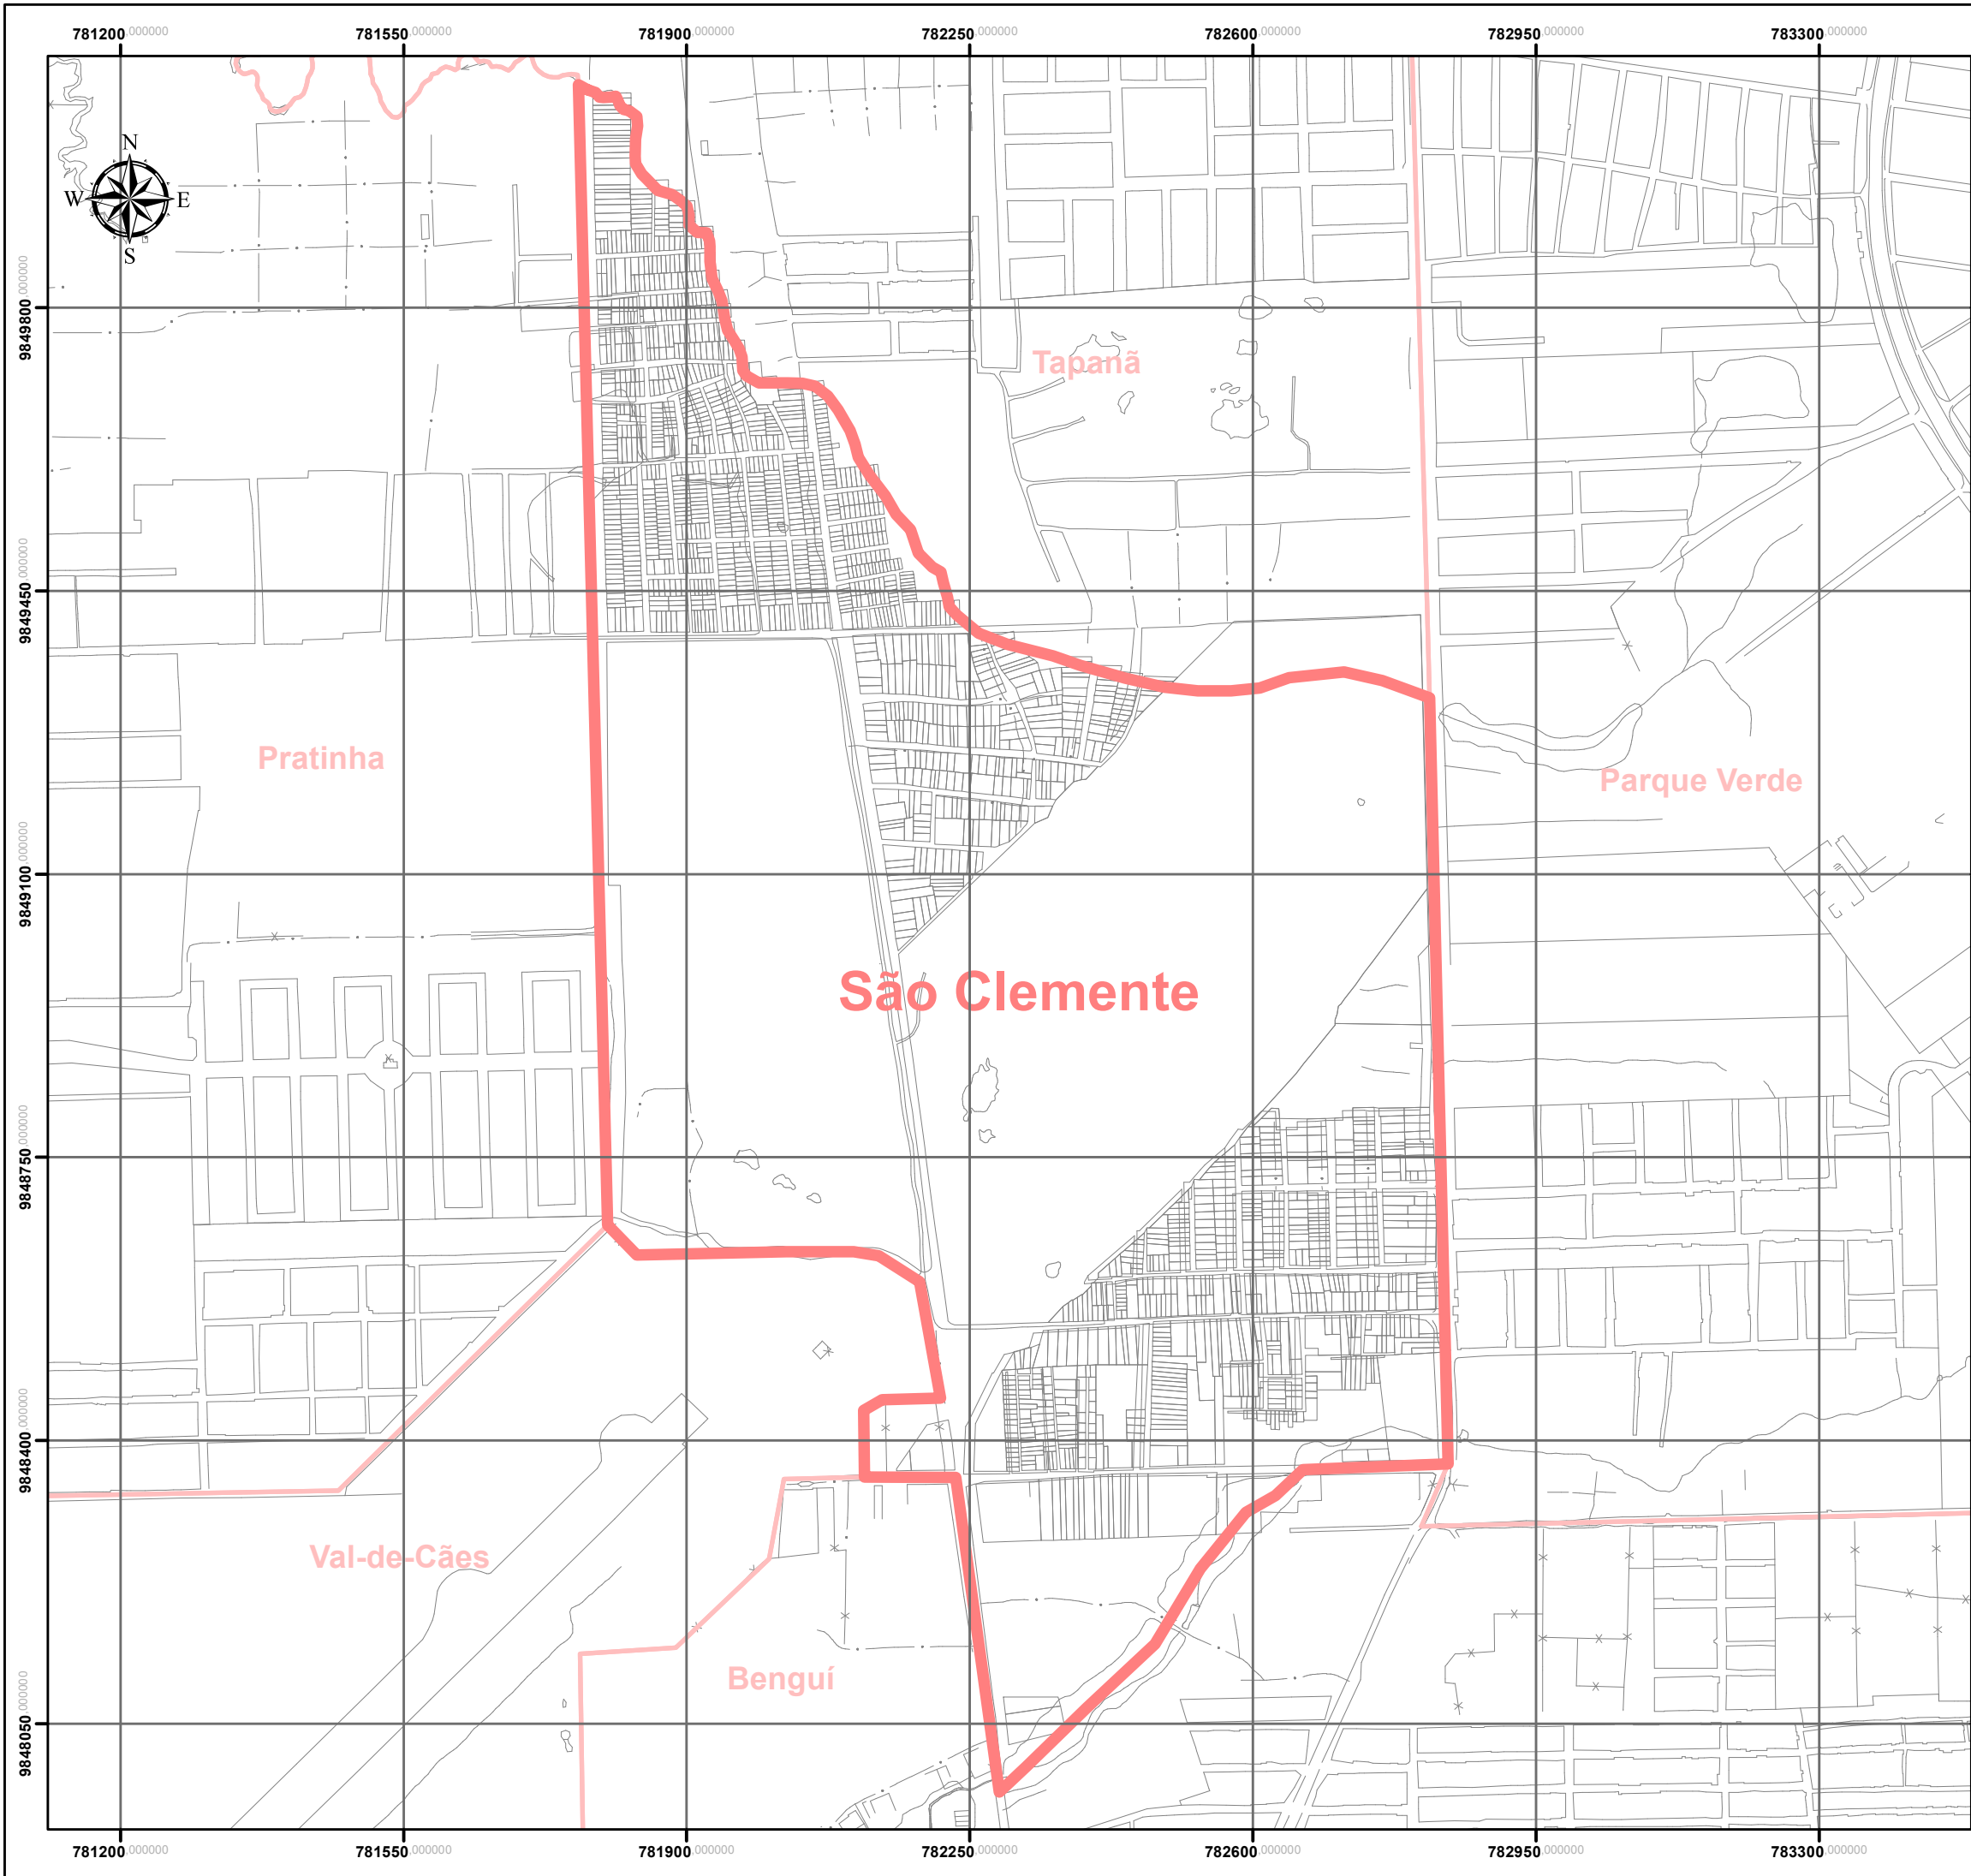 781200.000000 781550.000000 781900.000000 782250.000000 782600.000000 782950.000000 783300.000000
N
W E
S
9849800.000000
Tapanã
9849450.000000
Pratinha
Parque Verde
9849100.000000
São Clemente
9848750.000000
9848400.000000
Val-de-Cães
Benguí
9848050.000000
781200.000000 781550.000000 781900.000000 782250.000000 782600.000000 782950.000000 783300.000000